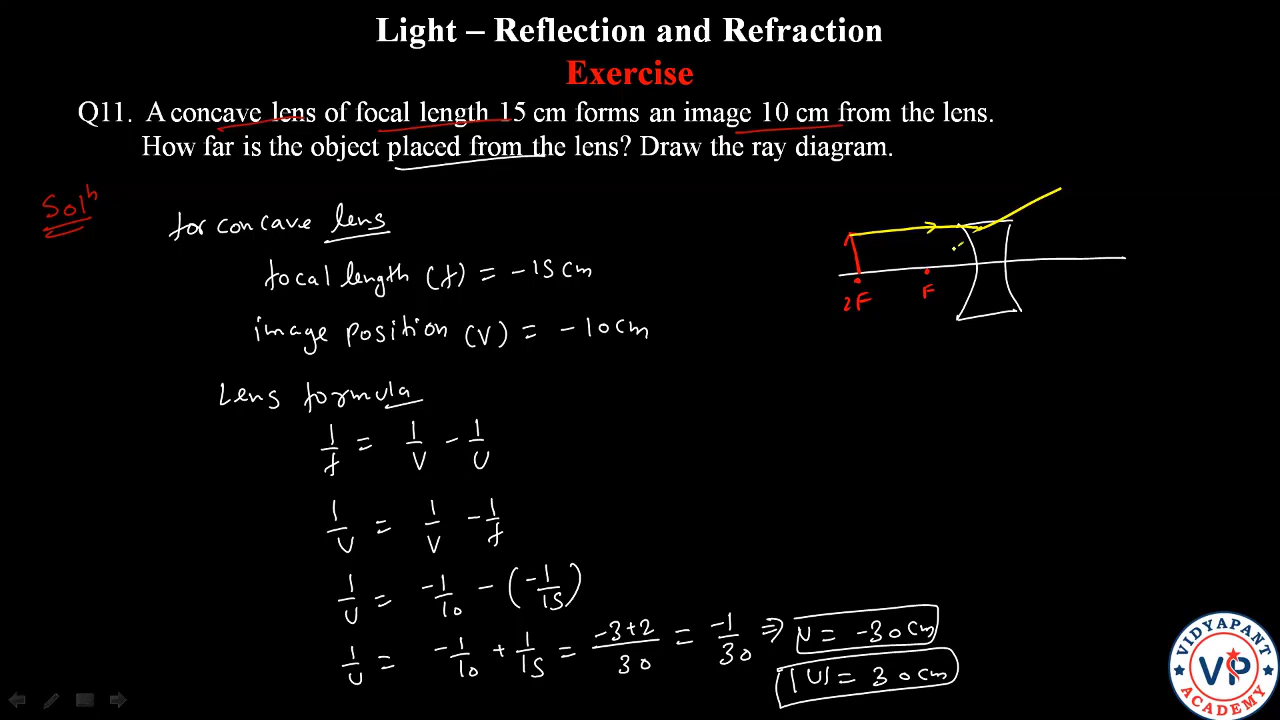 Light – Reflection and Refraction
Exercise
Q11. A concave lens of focal length 15 cm forms an image 10 cm from the lens.
How far is the object placed from the lens? Draw the ray diagram.
Solⁿ
for concave lens
focal length (f) = -15 cm
image position (v) = -10 cm
Lens formula
1/f = 1/v - 1/u
1/u = 1/v - 1/f
1/u = -1/10 - (-1/15)
1/u = -1/10 + 1/15 = -3+2/30 = -1/30 ⇒ u = -30 cm
|u| = 30 cm
2F F
VIDYAPANT
VP
ACADEMY